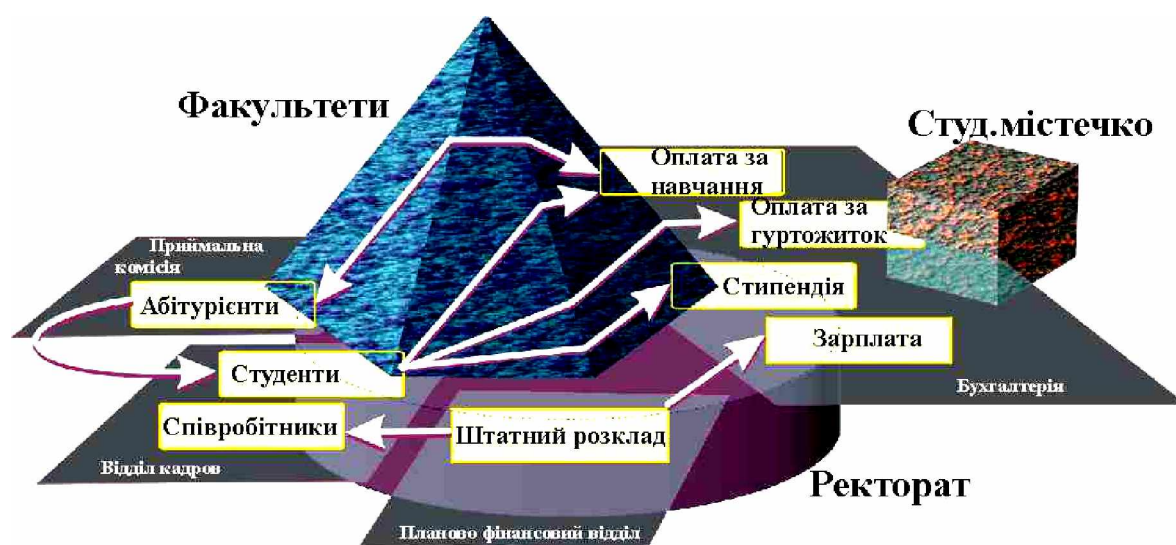 Факультети
Студ.містечко
Оплата за
навчання
Оплата за
гуртожиток
Приймальна
комісія
Абітурієнти
Стипендія
Зарплата
Студенти
Бухгалтерія
Співробітники
Штатний розклад
Відділ кадров
Ректорат
Планово фінансовий відділ